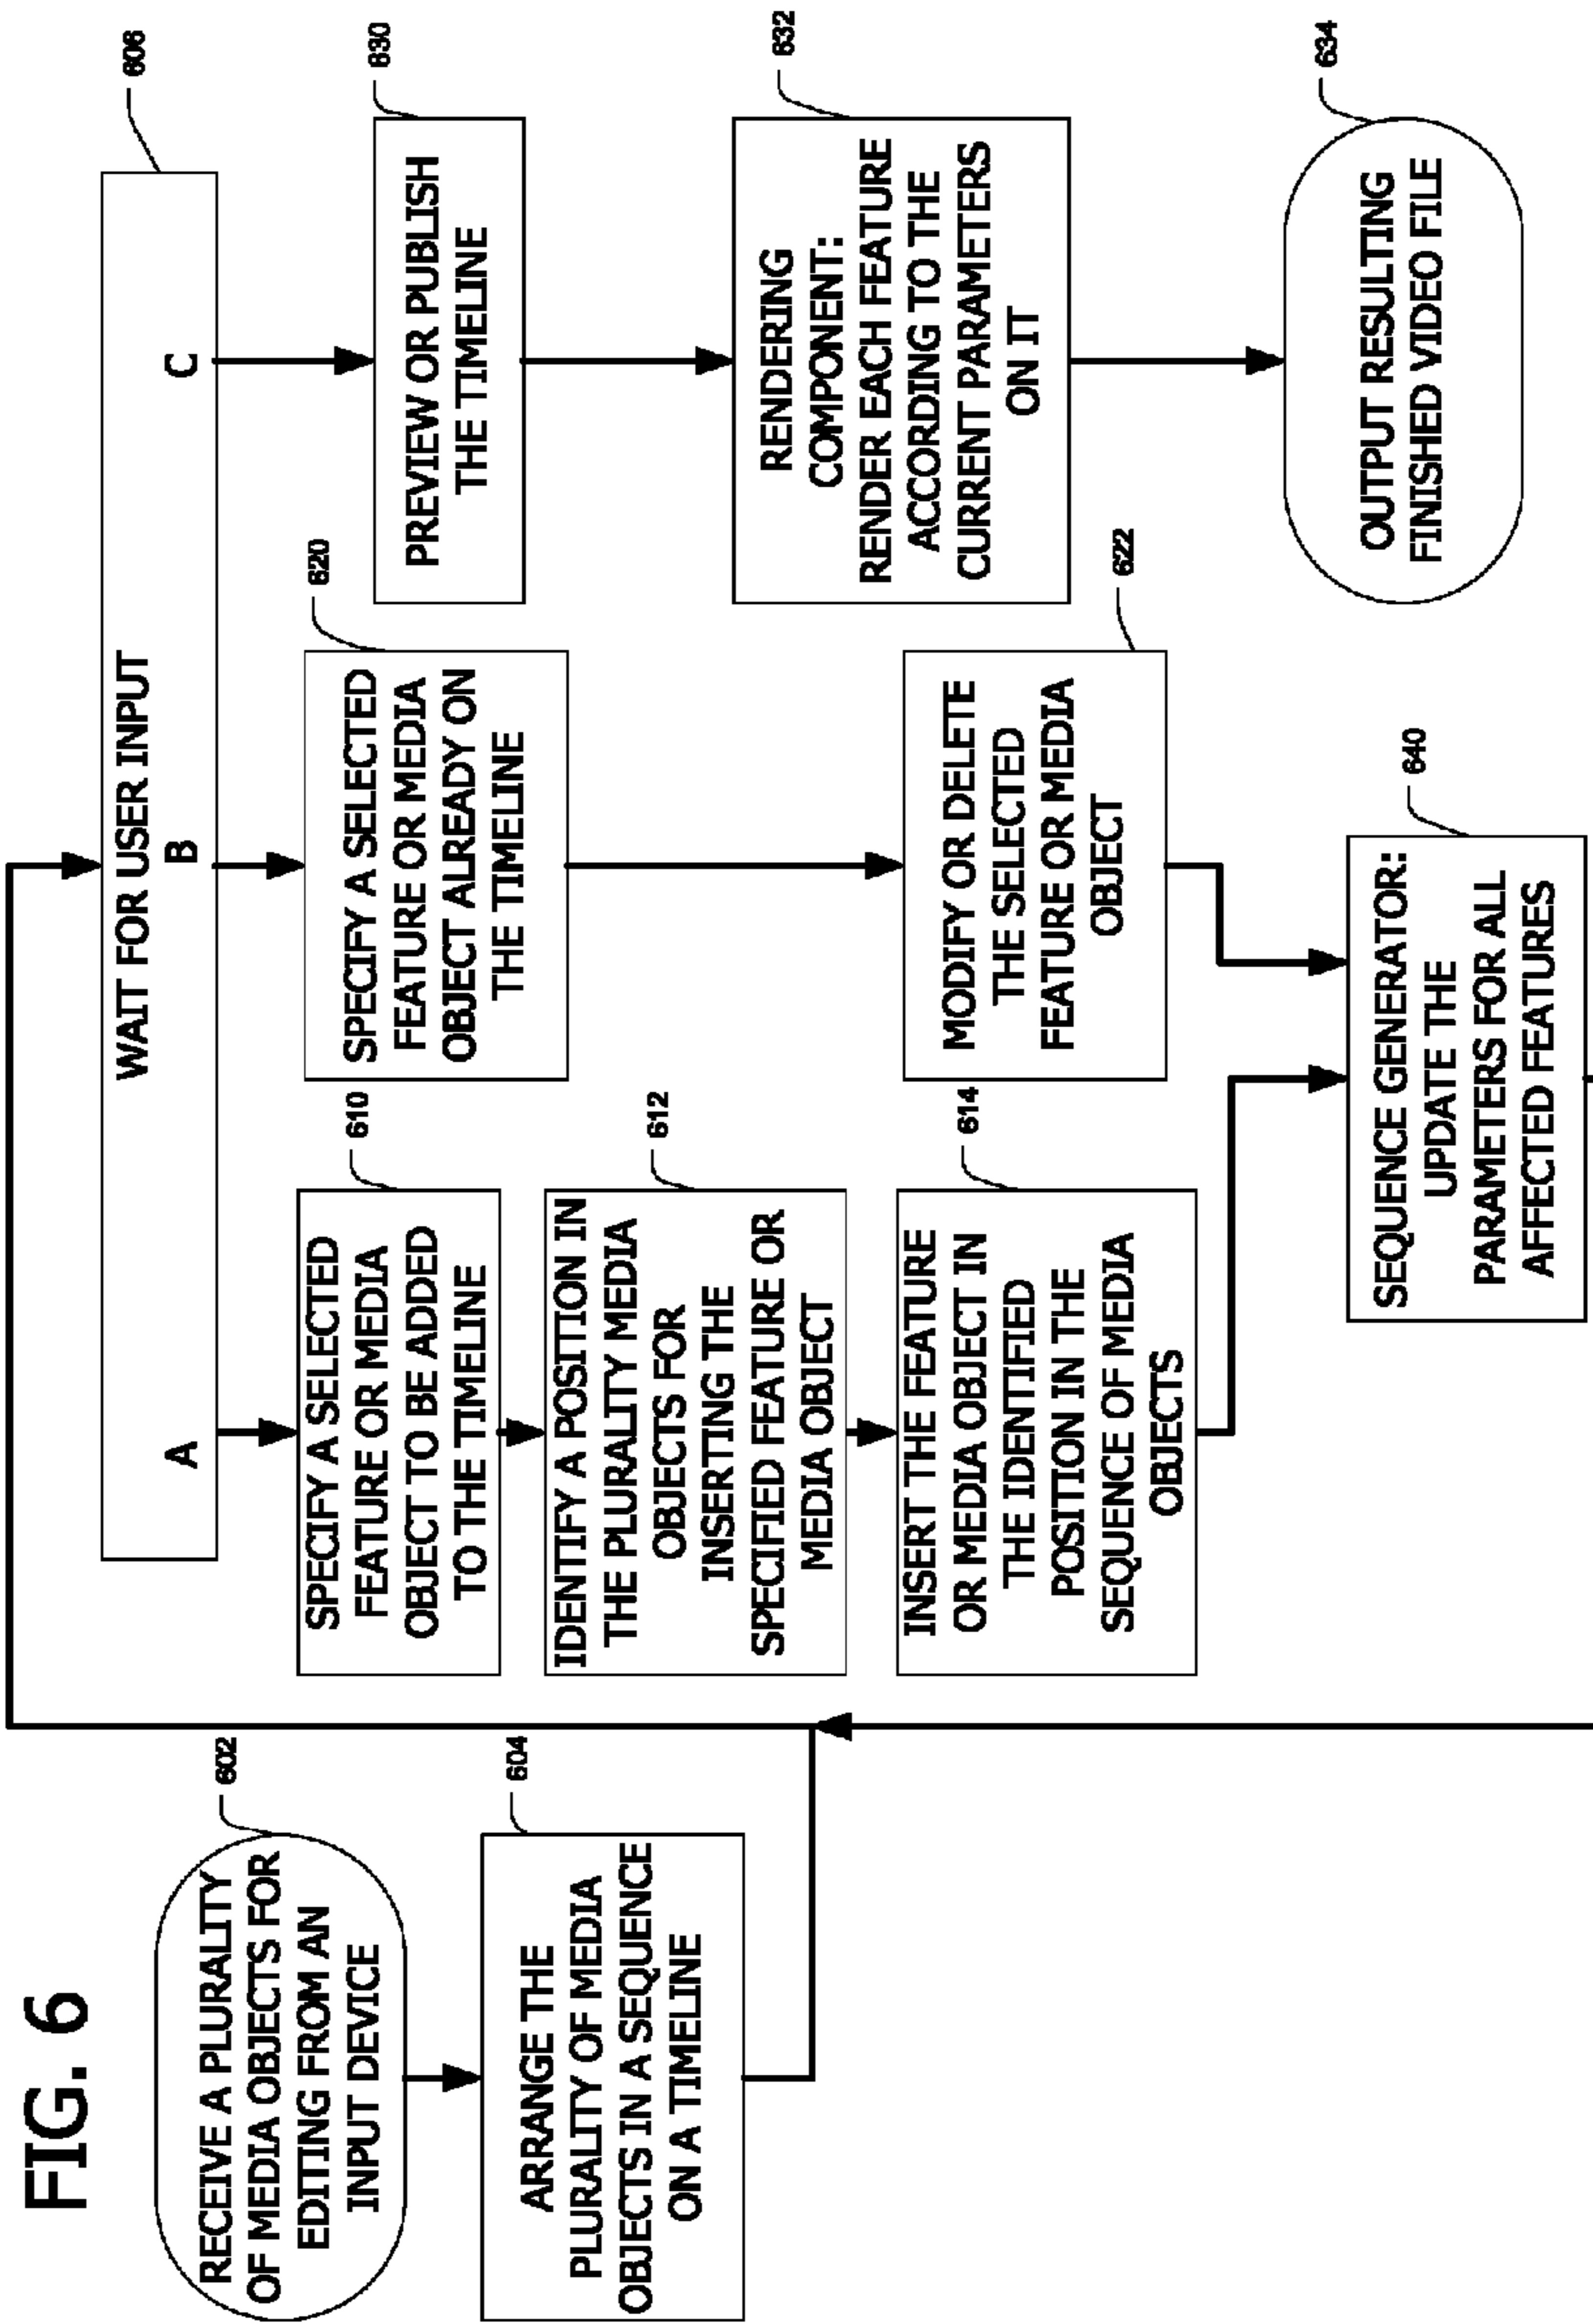 FIG. 6
RECEIVE A PLURALITY
OF MEDIA OBJECTS FOR
EDITING FROM AN
INPUT DEVICE
602
ARRANGE THE
PLURALITY OF MEDIA
OBJECTS IN A SEQUENCE
ON A TIMELINE
604
WAIT FOR USER INPUT
606
A
B
C
SPECIFY A SELECTED
FEATURE OR MEDIA
OBJECT TO BE ADDED
TO THE TIMELINE
610
IDENTIFY A POSITION IN
THE PLURALITY MEDIA
OBJECTS FOR
INSERTING THE
SPECIFIED FEATURE OR
MEDIA OBJECT
612
INSERT THE FEATURE
OR MEDIA OBJECT IN
THE IDENTIFIED
POSITION IN THE
SEQUENCE OF MEDIA
OBJECTS
614
SPECIFY A SELECTED
FEATURE OR MEDIA
OBJECT ALREADY ON
THE TIMELINE
620
MODIFY OR DELETE
THE SELECTED
FEATURE OR MEDIA
OBJECT
622
SEQUENCE GENERATOR:
UPDATE THE
PARAMETERS FOR ALL
AFFECTED FEATURES
640
PREVIEW OR PUBLISH
THE TIMELINE
630
RENDERING
COMPONENT:
RENDER EACH FEATURE
ACCORDING TO THE
CURRENT PARAMETERS
ON IT
632
OUTPUT RESULTING
FINISHED VIDEO FILE
634